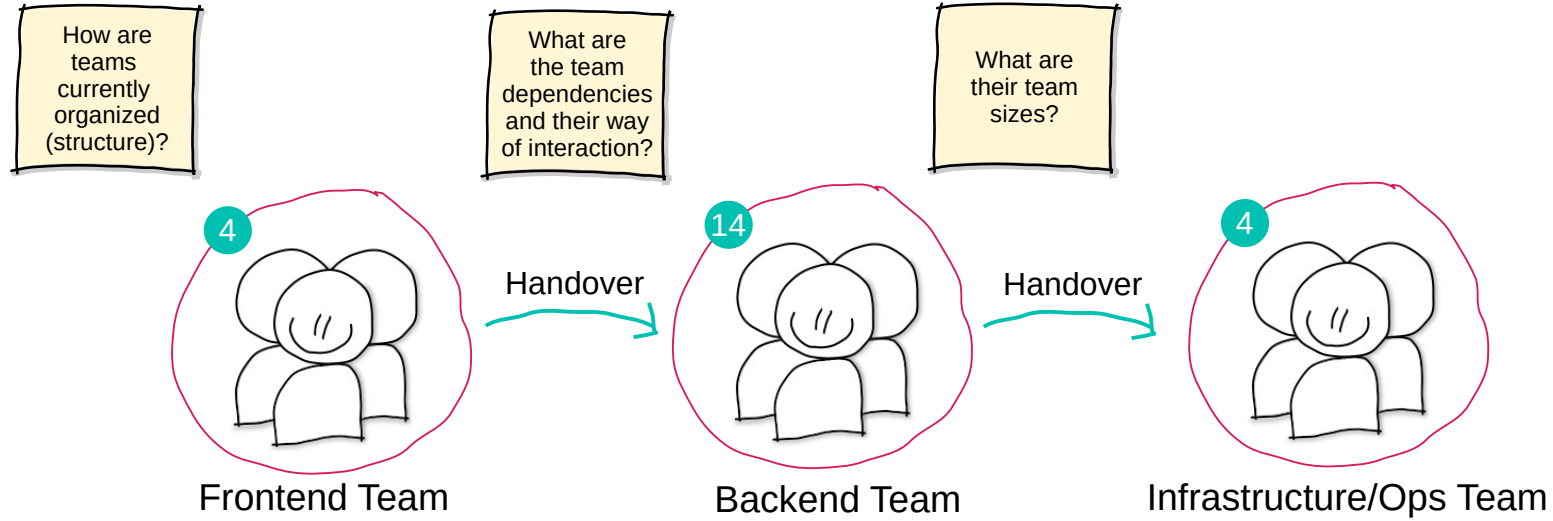 How are
teams
currently
organized
(structure)?
What are
the team
dependencies
and their way
of interaction?
What are
their team
sizes?
4
Handover
14
Handover
4
Frontend Team
Backend Team
Infrastructure/Ops Team